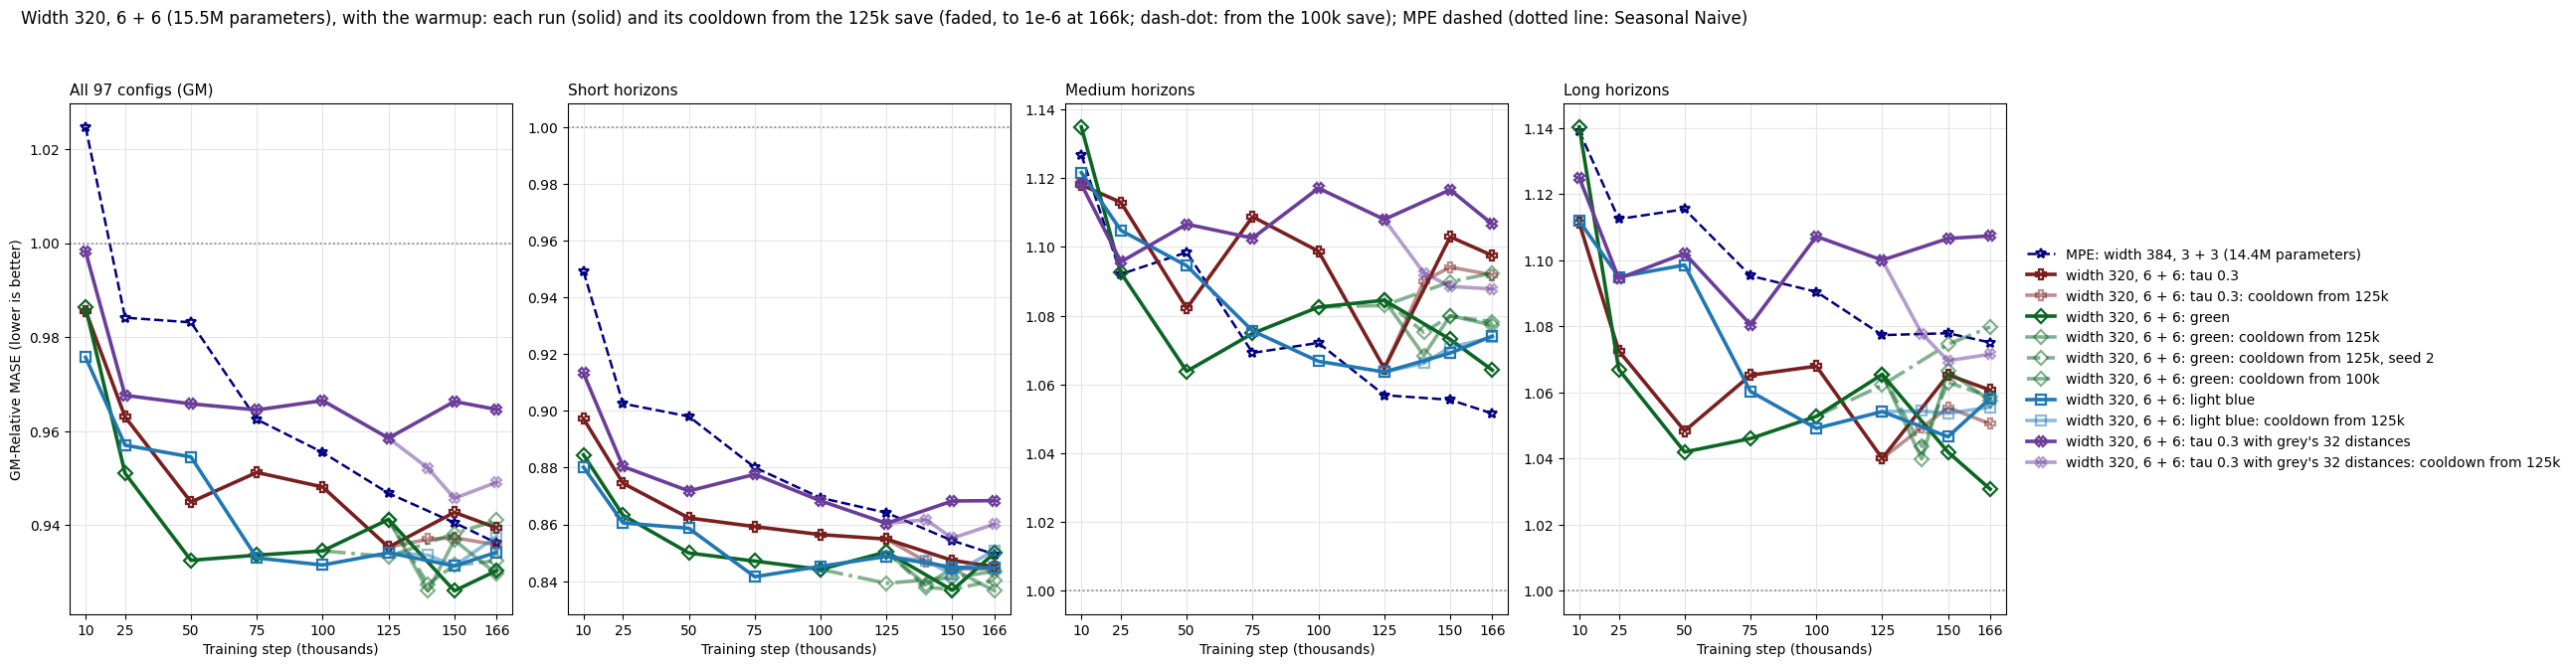 Width 320, 6 + 6 (15.5M parameters), with the warmup: each run (solid) and its cooldown from the 125k save (faded, to 1e-6 at 166k; dash-dot: from the 100k save); MPE dashed (dotted line: Seasonal Naive)
All 97 configs (GM)
GM-Relative MASE (lower is better)
1.02
1.00
0.98
0.96
0.94
10 25 50 75 100 125 150 166
Training step (thousands)
Short horizons
1.00
0.98
0.96
0.94
0.92
0.90
0.88
0.86
0.84
10 25 50 75 100 125 150 166
Training step (thousands)
Medium horizons
1.14
1.12
1.10
1.08
1.06
1.04
1.02
1.00
10 25 50 75 100 125 150 166
Training step (thousands)
Long horizons
1.14
1.12
1.10
1.08
1.06
1.04
1.02
1.00
10 25 50 75 100 125 150 166
Training step (thousands)
MPE: width 384, 3 + 3 (14.4M parameters)
width 320, 6 + 6: tau 0.3
width 320, 6 + 6: tau 0.3: cooldown from 125k
width 320, 6 + 6: green
width 320, 6 + 6: green: cooldown from 125k
width 320, 6 + 6: green: cooldown from 125k, seed 2
width 320, 6 + 6: green: cooldown from 100k
width 320, 6 + 6: light blue
width 320, 6 + 6: light blue: cooldown from 125k
width 320, 6 + 6: tau 0.3 with grey's 32 distances
width 320, 6 + 6: tau 0.3 with grey's 32 distances: cooldown from 125k